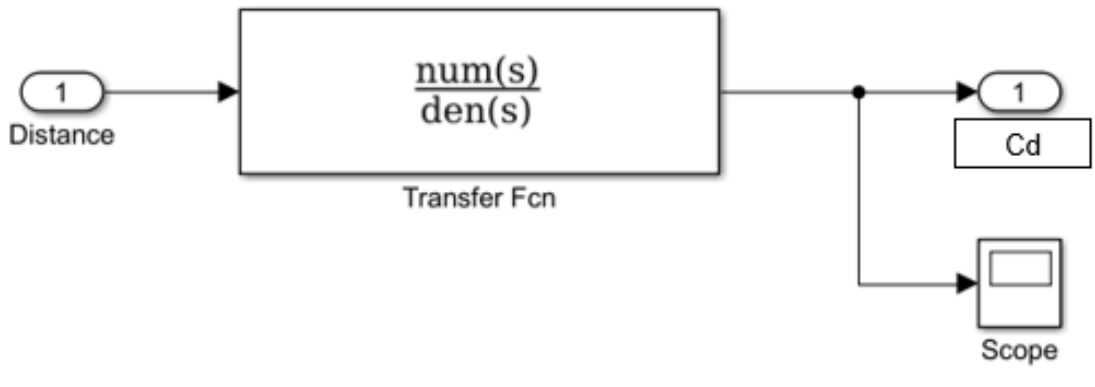 1
Distance
num(s)
den(s)
Transfer Fcn
1
Cd
Scope